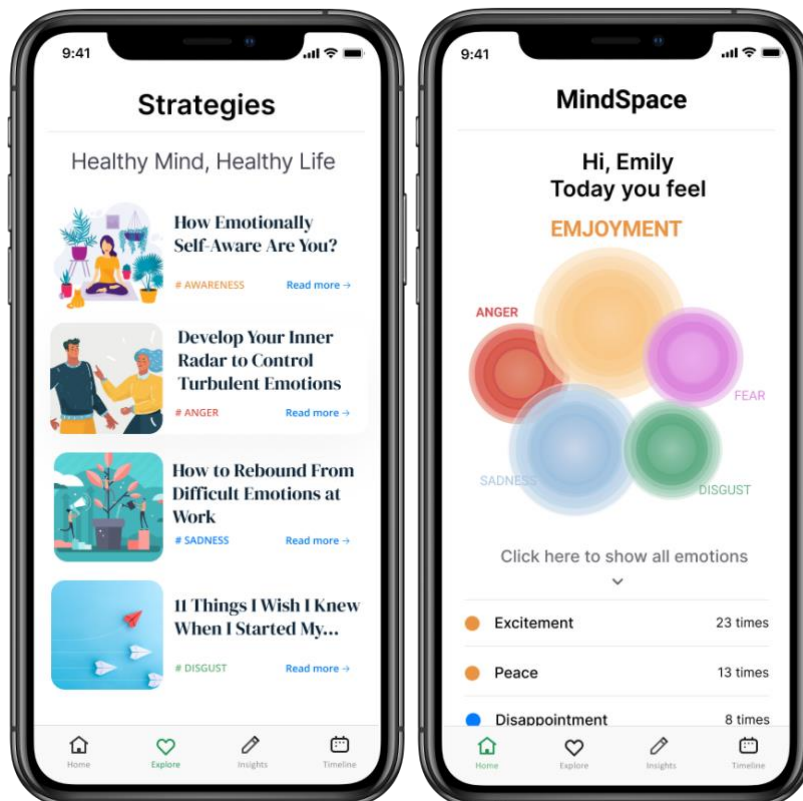 9:41
Strategies
Healthy Mind, Healthy Life
How Emotionally
Self-Aware Are You?
# AWARENESS Read more →
Develop Your Inner
Radar to Control
Turbulent Emotions
# ANGER Read more →
How to Rebound From
Difficult Emotions at
Work
# SADNESS Read more →
11 Things I Wish I Knew
When I Started My...
# DISGUST Read more →
Home Explore Insights Timeline
9:41
MindSpace
Hi, Emily
Today you feel
EMJOYMENT
ANGER
FEAR
SADNESS
DISGUST
Click here to show all emotions
Excitement 23 times
Peace 13 times
Disappointment 8 times
Home Explore Insights Timeline